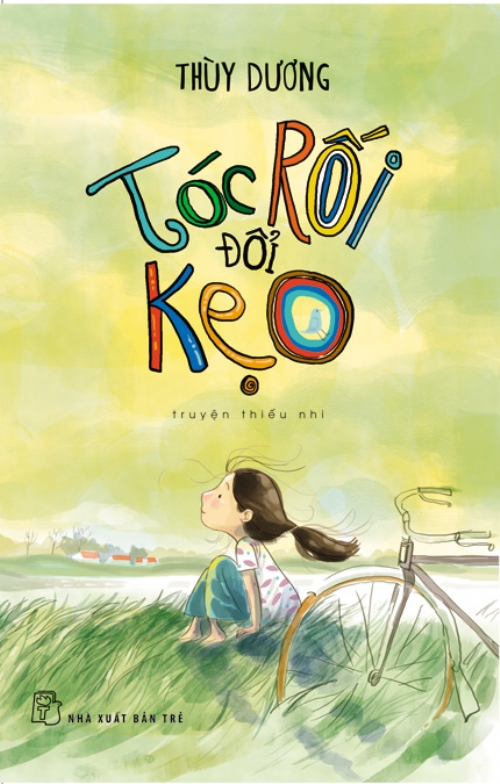 THÙY DƯƠNG
TÓC RỐI
ĐỔI
KẸO
truyện thiếu nhi
T
NHÀ XUẤT BẢN TRẺ